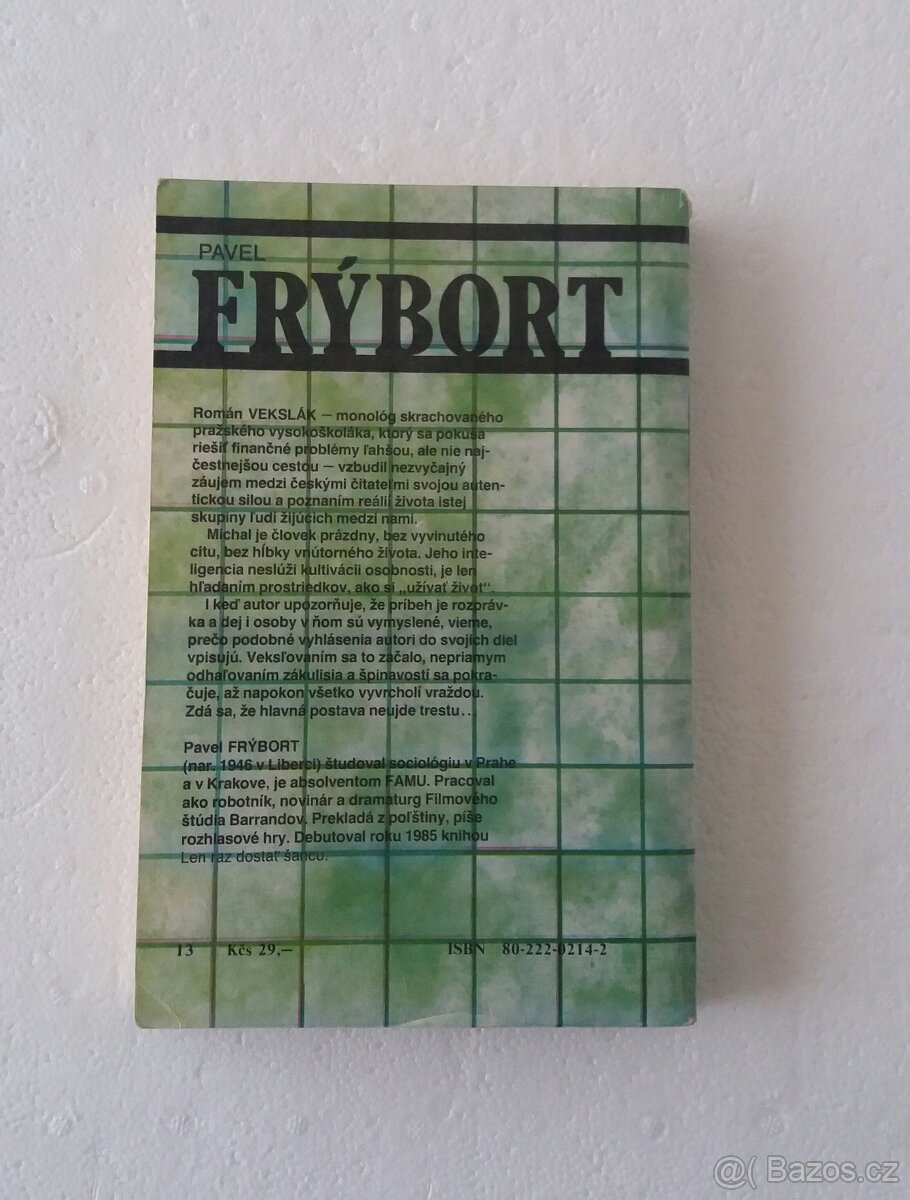 PAVEL
FRÝBORT
Román VEKSLÁK – monológ skrachovaného
pražského vysokoškoláka, ktorý sa pokúša
riešiť finančné problémy ľahšou, ale nie naj-
čestnejšou cestou – vzbudil nezvyčajný
záujem medzi českými čitateľmi svojou auten-
tickou silou a poznaním reálií života istej
skupiny ľudí žijúcich medzi nami.
Michal je človek prázdny, bez vyvinutého
citu, bez hĺbky vnútorného života. Jeho inte-
ligencia neslúži kultivácii osobnosti, je len
hľadaním prostriedkov, ako si „užívať život".
I keď autor upozorňuje, že príbeh je rozpráv-
ka a dej i osoby v ňom sú vymyslené, vieme,
prečo podobné vyhlásenia autori do svojich diel
vpisujú. Veksľovaním sa to začalo, nepriamym
odhaľovaním zákulisia a špinavostí sa pokra-
čuje, až napokon všetko vyvrcholí vraždou.
Zdá sa, že hlavná postava neujde trestu...
Pavel FRÝBORT
(nar. 1946 v Liberci) študoval sociológiu v Prahe
a v Krakove, je absolventom FAMU. Pracoval
ako robotník, novinár a dramaturg Filmového
štúdia Barrandov. Prekladá z poľštiny, píše
rozhlasové hry. Debutoval roku 1985 knihou
Len raz dostať šancu.
13 Kčs 29,— ISBN 80-222-0214-2
@( Bazos.cz